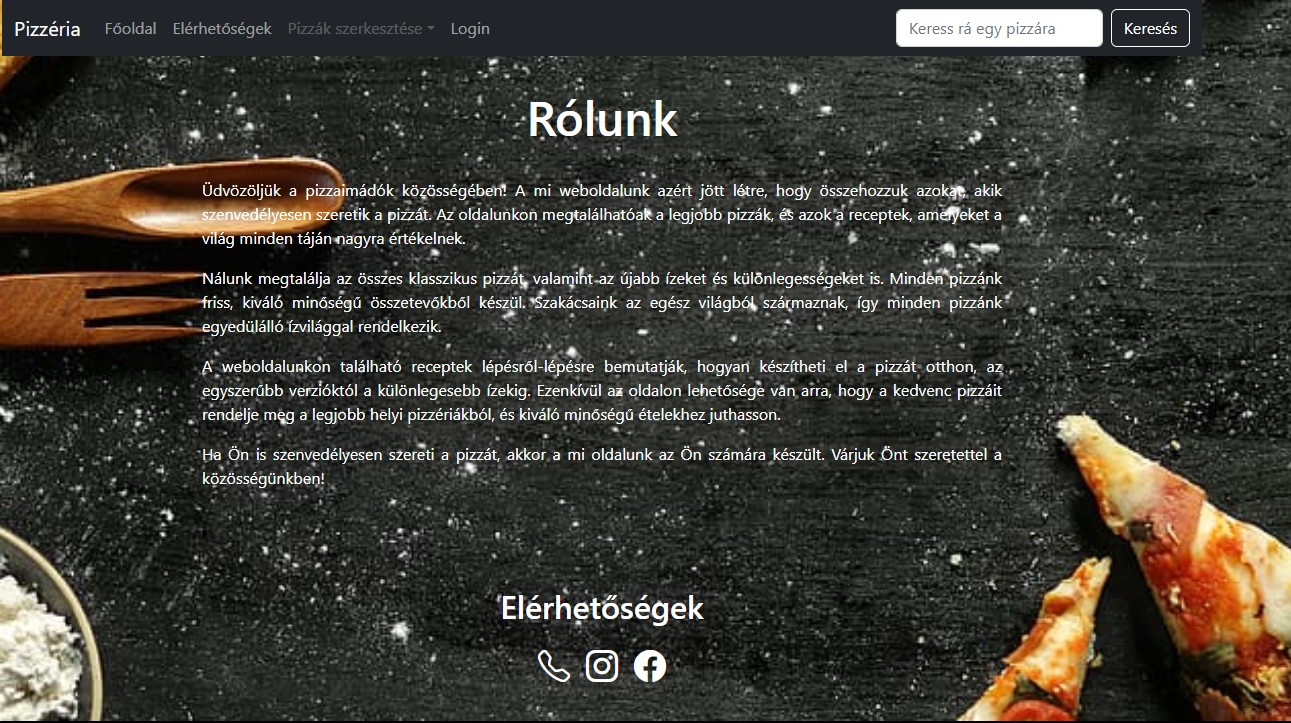 Pizzéria Főoldal Elérhetőségek Pizzák szerkesztése Login Keress rá egy pizzára Keresés
Rólunk
Üdvözöljük a pizzaimádók közösségében! A mi weboldalunk azért jött létre, hogy összehozzuk azokat, akik
szenvedélyesen szeretik a pizzát. Az oldalunkon megtalálhatóak a legjobb pizzák, és azok a receptek, amelyeket a
világ minden táján nagyra értékelnek.
Nálunk megtalálja az összes klasszikus pizzát, valamint az újabb ízeket és különlegességeket is. Minden pizzánk
friss, kiváló minőségű összetevőkből készül. Szakácsaink az egész világból származnak, így minden pizzánk
egyedülálló ízvilággal rendelkezik.
A weboldalunkon található receptek lépésről-lépésre bemutatják, hogyan készítheti el a pizzát otthon, az
egyszerűbb verzióktól a különlegesebb ízekig. Ezenkívül az oldalon lehetősége van arra, hogy a kedvenc pizzáit
rendelje meg a legjobb helyi pizzériákból, és kiváló minőségű ételekhez juthasson.
Ha Ön is szenvedélyesen szereti a pizzát, akkor a mi oldalunk az Ön számára készült. Várjuk Önt szeretettel a
közösségünkben!
Elérhetőségek